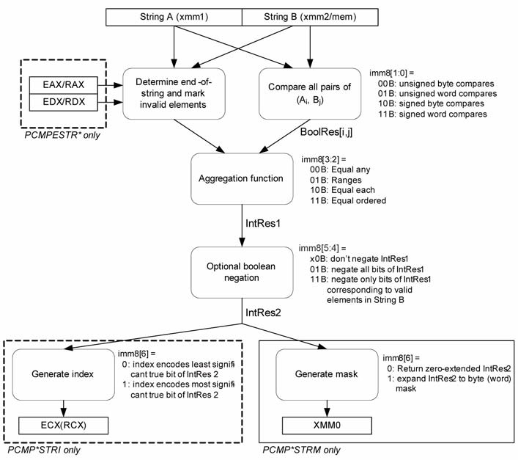 String A (xmm1)
String B (xmm2/mem)
EAX/RAX
EDX/RDX
PCMPESTR* only
Determine end -of-
string and mark
invalid elements
Compare all pairs of
(Ai, Bj)
imm8[1:0] =
00B: unsigned byte compares
01B: unsigned word compares
10B: signed byte compares
11B: signed word compares
BoolRes[i,j]
Aggregation function
imm8[3:2] =
00B: Equal any
01B: Ranges
10B: Equal each
11B: Equal ordered
IntRes1
Optional boolean
negation
imm8[5:4] =
x0B: don't negate IntRes1
01B: negate all bits of IntRes1
11B: negate only bits of IntRes1
corresponding to valid
elements in String B
IntRes2
Generate index
imm8[6] =
0: index encodes least signifi
cant true bit of IntRes 2
1: index encodes most signifi
cant true bit of IntRes 2
ECX(RCX)
PCMP*STRI only
Generate mask
imm8[6] =
0: Return zero-extended IntRes2
1: expand IntRes2 to byte (word)
mask
XMM0
PCMP*STRM only